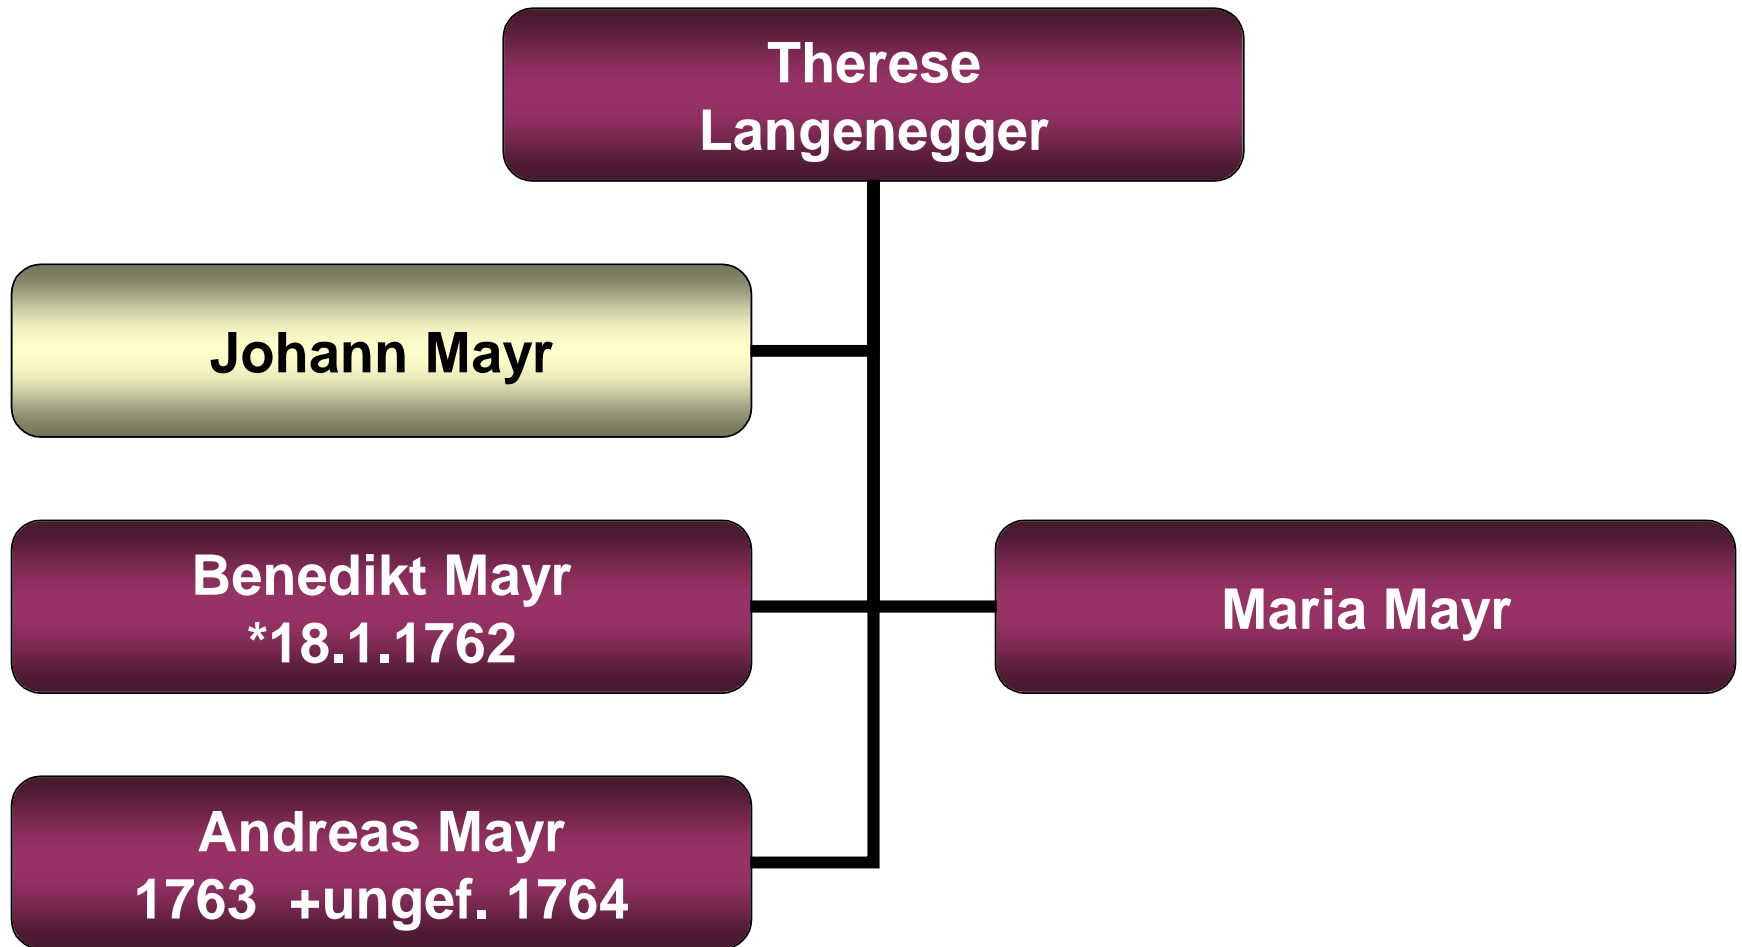 Therese
Langenegger
Johann Mayr
Benedikt Mayr
*18.1.1762
Maria Mayr
Andreas Mayr
1763  +ungef. 1764